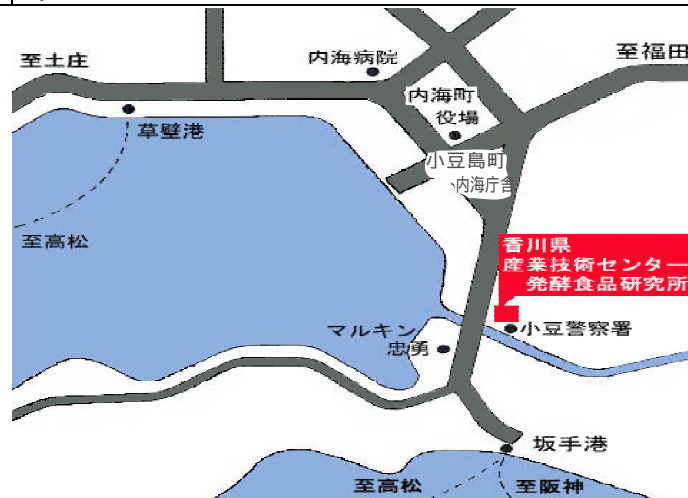 至土庄
内海病院
至福田
内海町
役場
草壁港
小豆島町
内海庁舎
至高松
香川県
産業技術センター
発酵食品研究所
マルキン
忠勇
小豆警察署
坂手港
至高松
至阪神